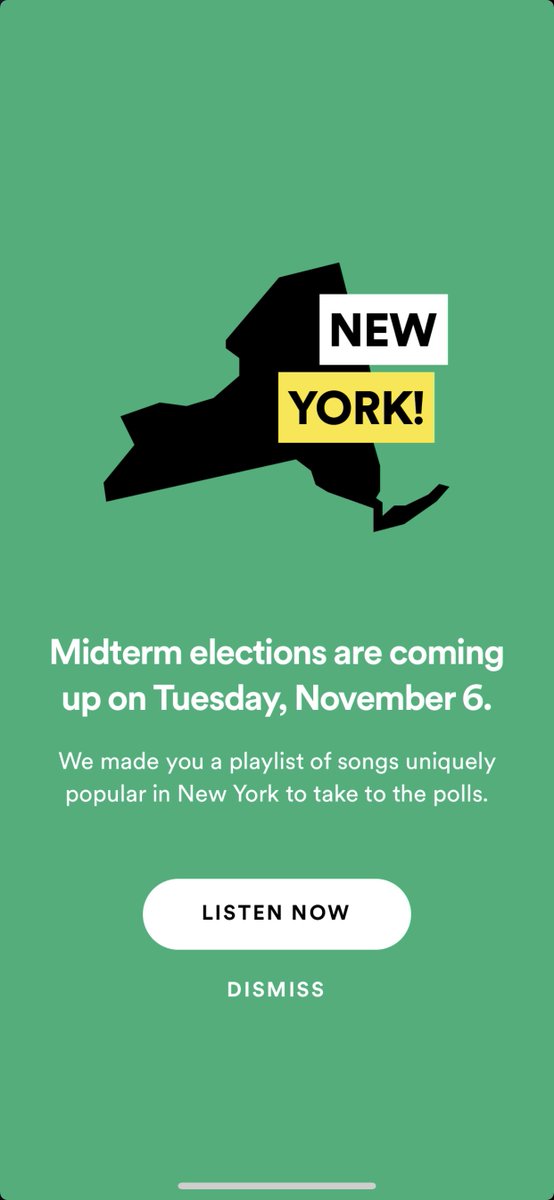 NEW
YORK!
Midterm elections are coming
up on Tuesday, November 6.
We made you a playlist of songs uniquely
popular in New York to take to the polls.
LISTEN NOW
DISMISS